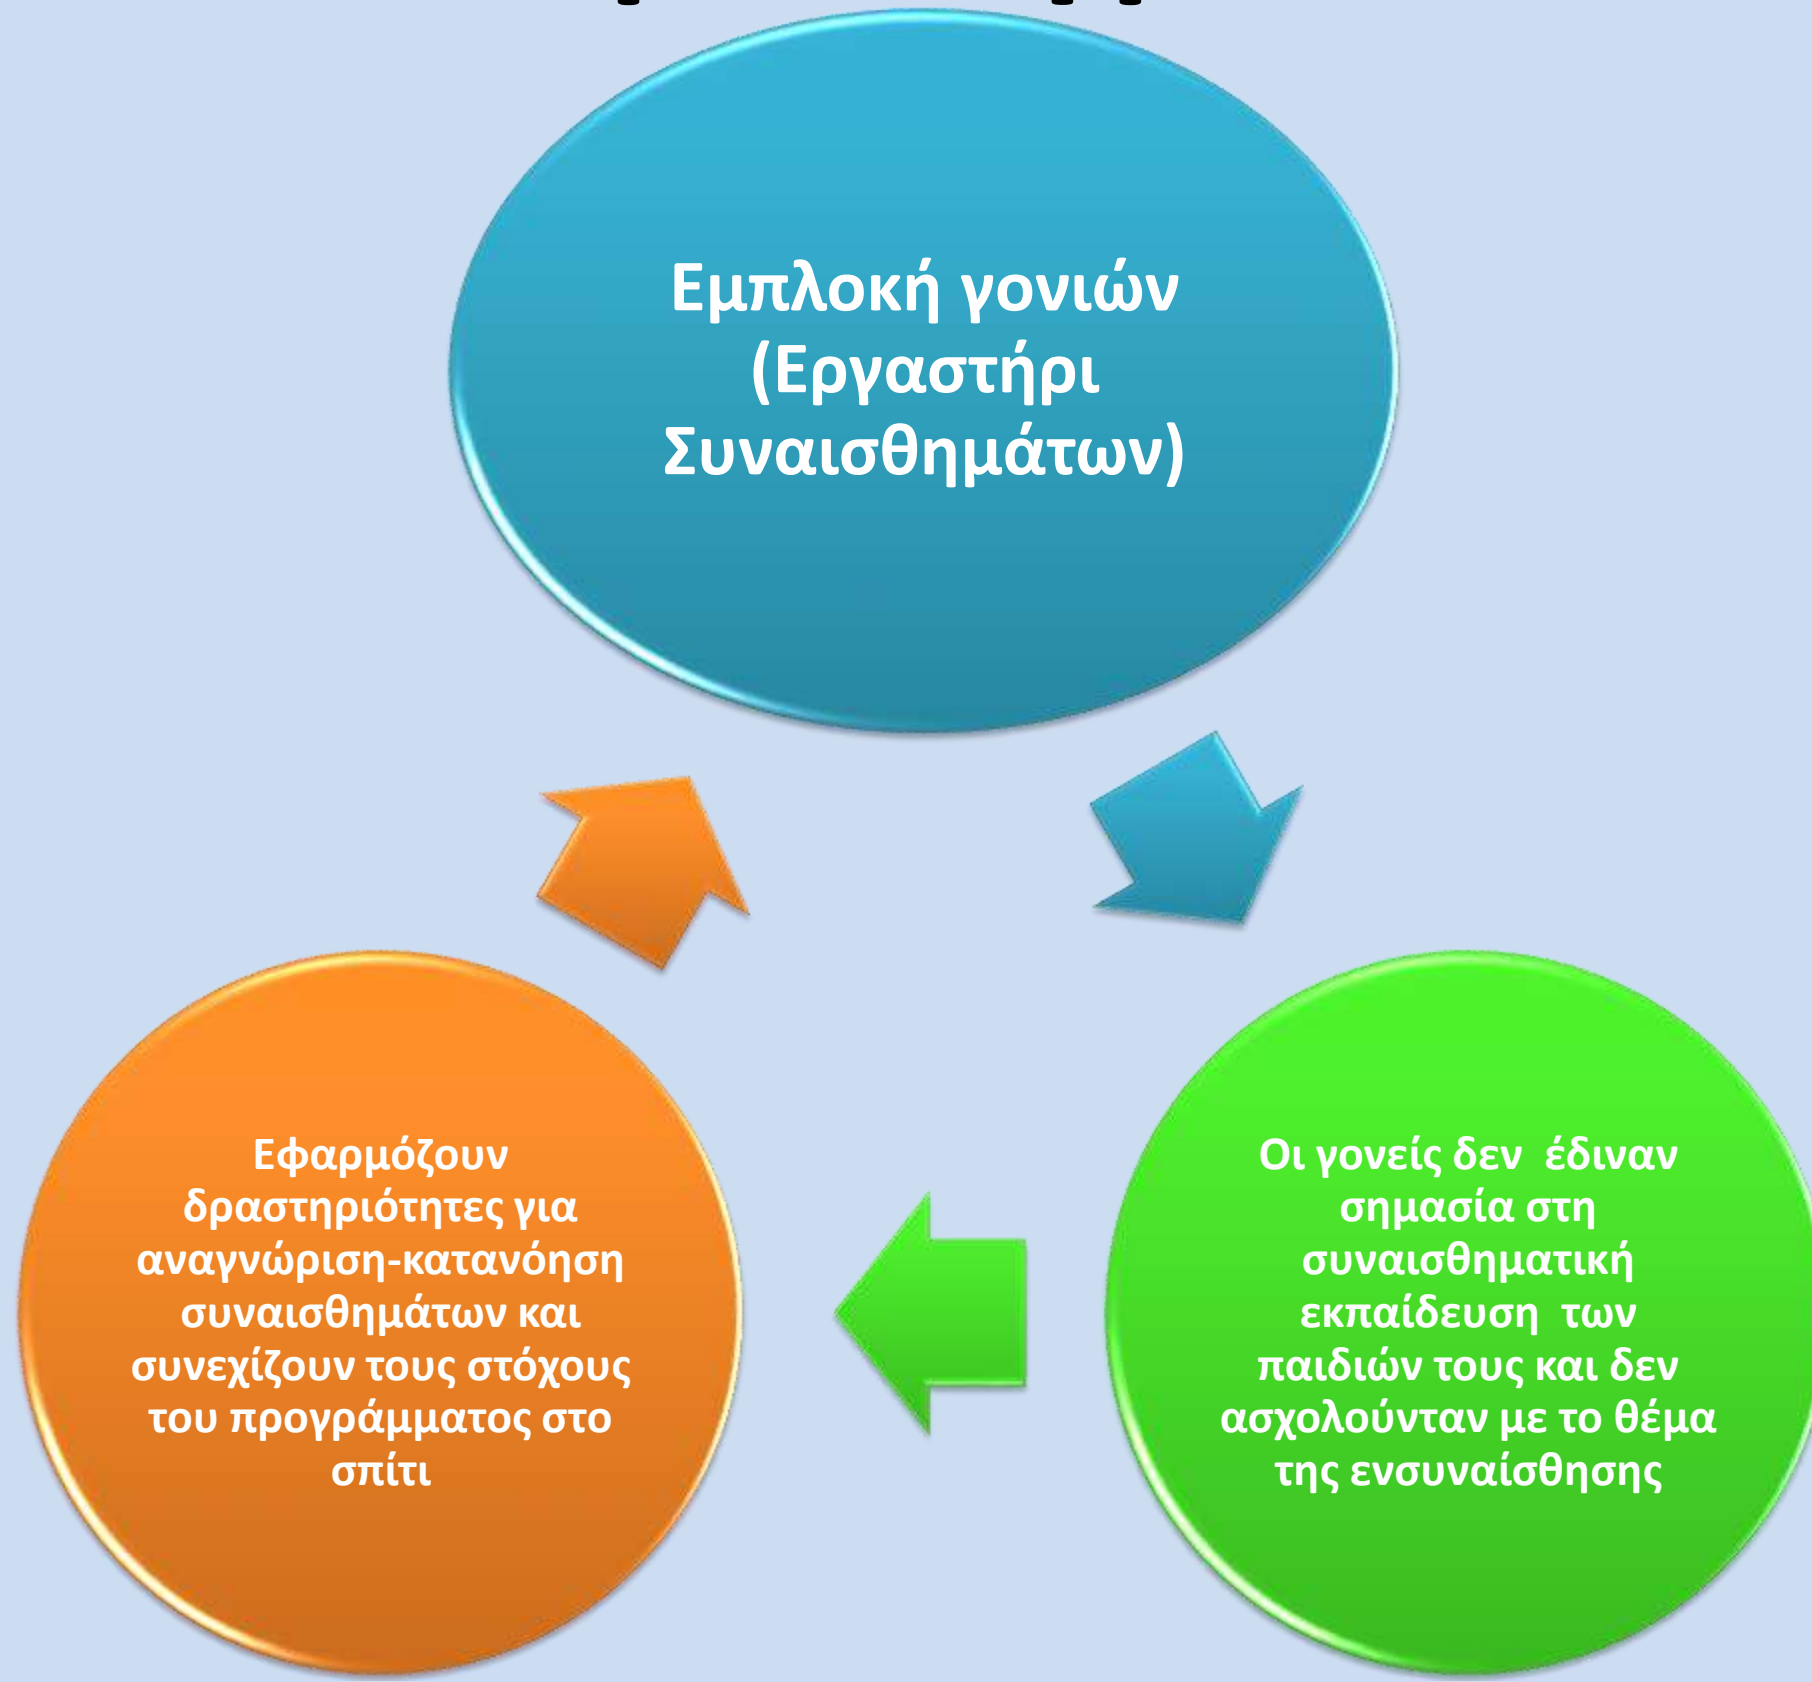 Εμπλοκή γονιών
(Εργαστήρι
Συναισθημάτων)
Οι γονείς δεν έδιναν
σημασία στη
συναισθηματική
εκπαίδευση των
παιδιών τους και δεν
ασχολούνταν με το θέμα
της ενσυναίσθησης
Εφαρμόζουν
δραστηριότητες για
αναγνώριση-κατανόηση
συναισθημάτων και
συνεχίζουν τους στόχους
του προγράμματος στο
σπίτι